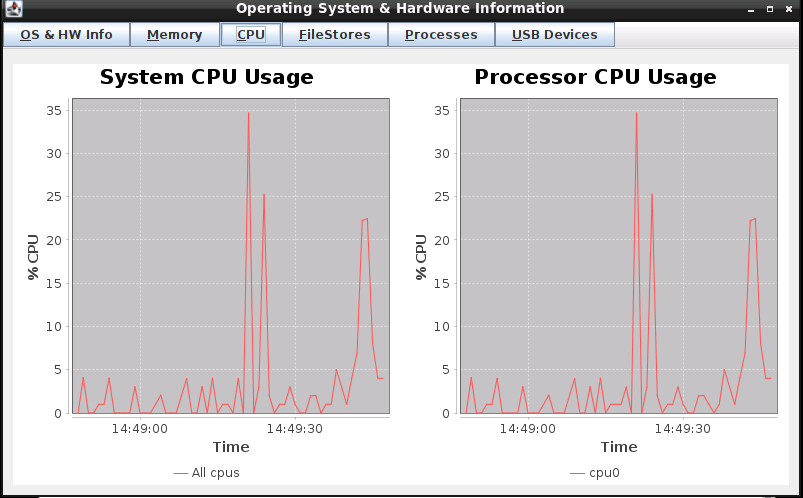 Operating System & Hardware Information
OS & HW Info Memory CPU FileStores Processes USB Devices
System CPU Usage
35
30
25
20
15
10
5
0
% CPU
14:49:00 14:49:30
Time
All cpus
Processor CPU Usage
35
30
25
20
15
10
5
0
% CPU
14:49:00 14:49:30
Time
cpu0